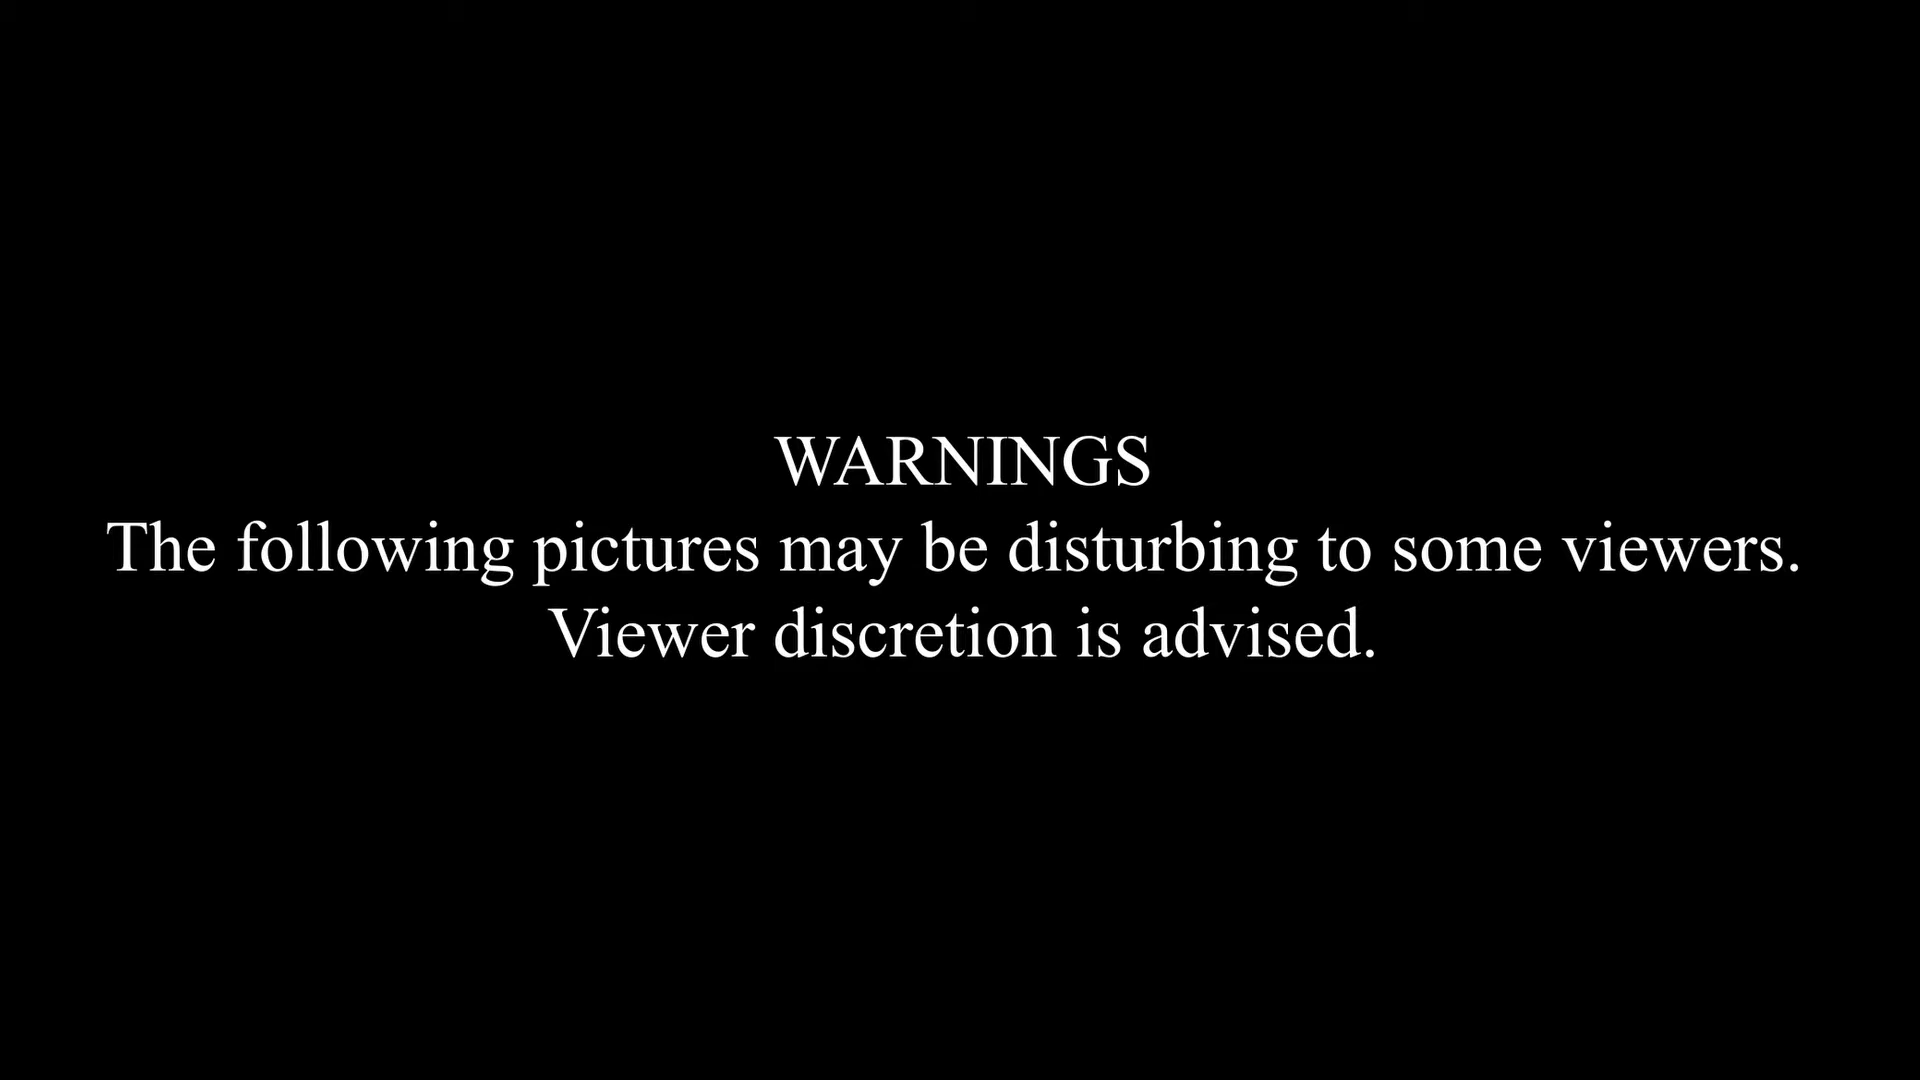 WARNINGS
The following pictures may be disturbing to some viewers.
Viewer discretion is advised.